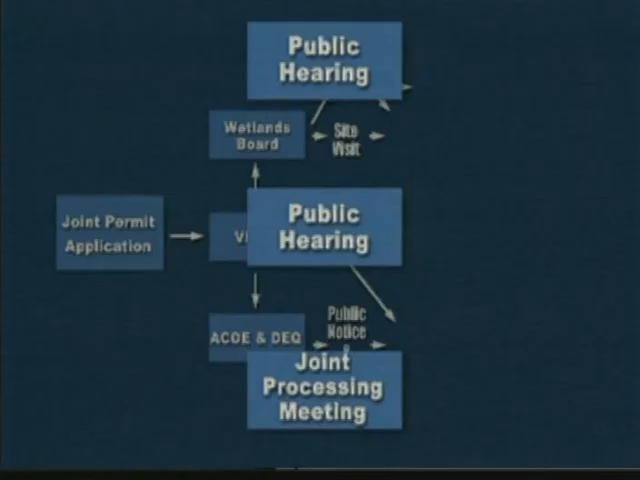 Public
Hearing
Wetlands
Board
Site
Visit
Joint Permit
Application
Public
Hearing
Public
Notice
ACOE & DEQ
Joint
Processing
Meeting